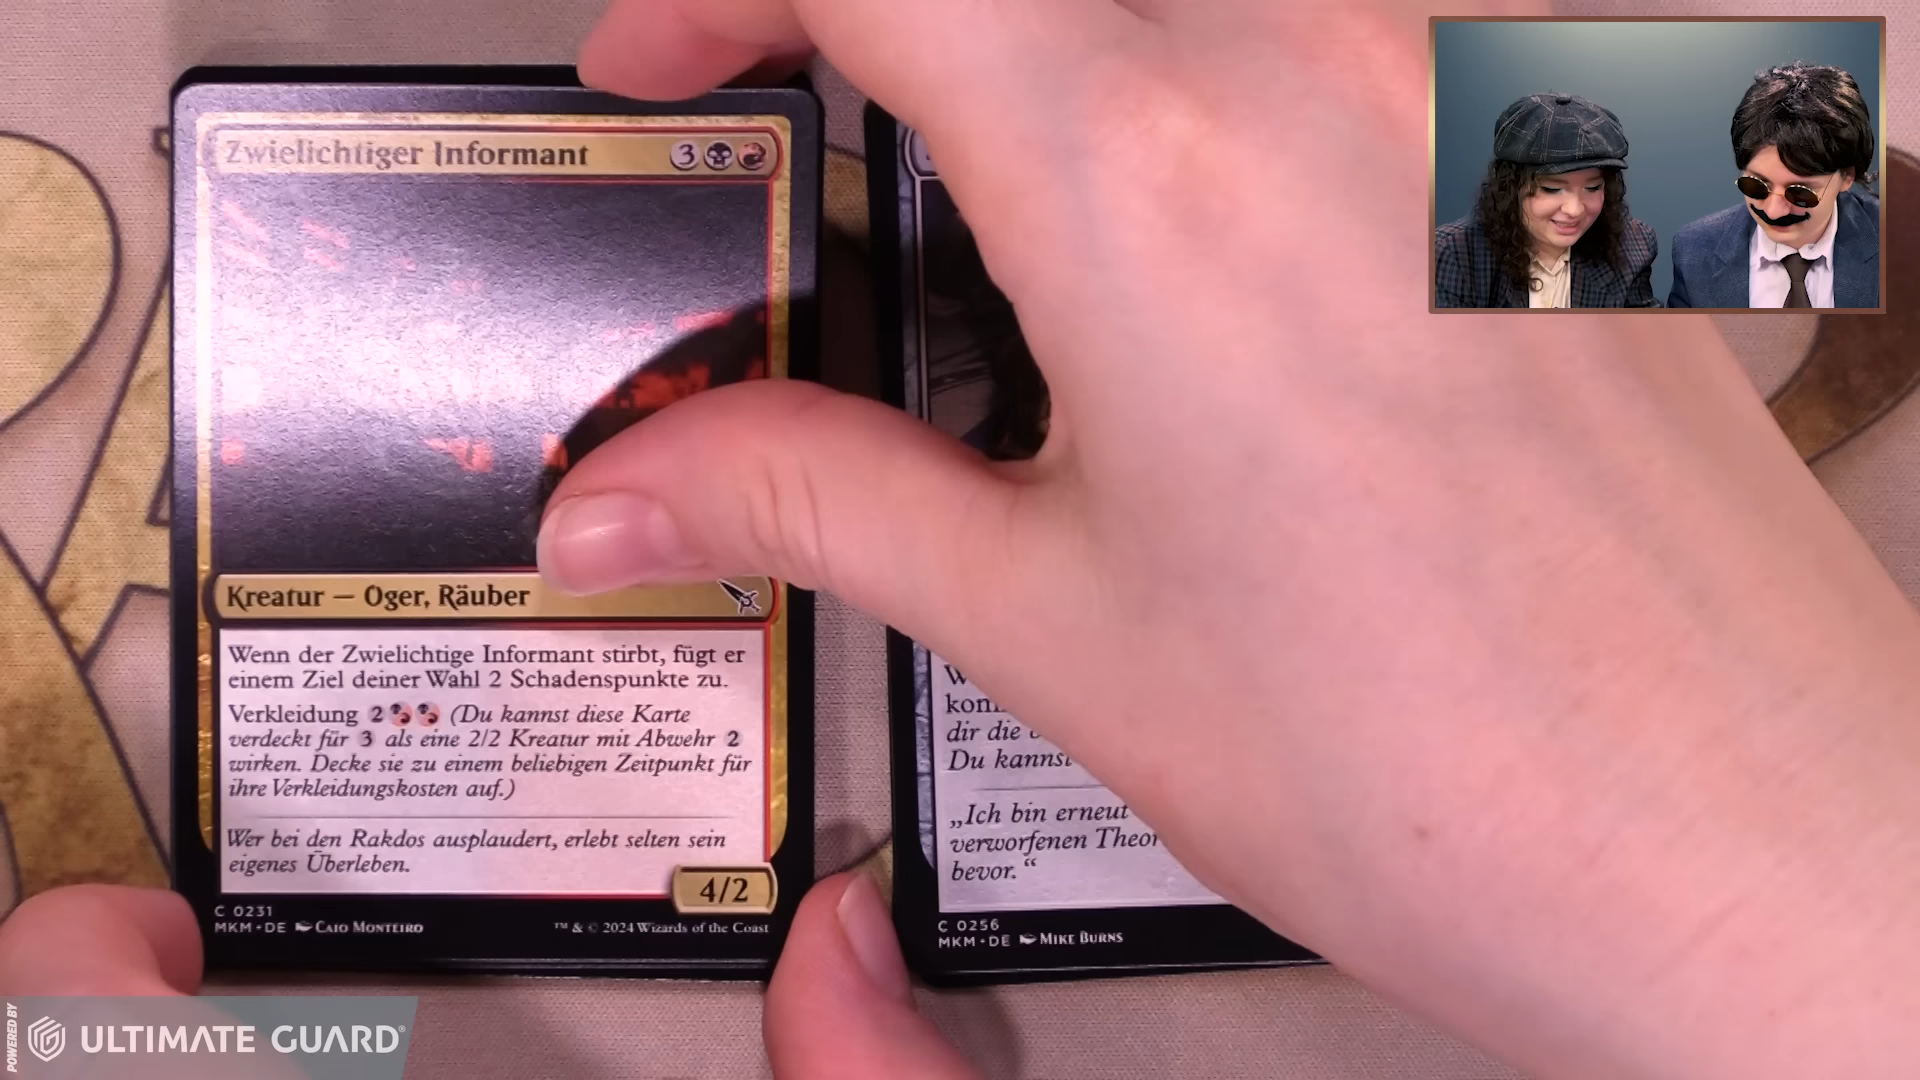 Zwielichtiger Informant 3
Kreatur — Oger, Räuber
Wenn der Zwielichtige Informant stirbt, fügt er
einem Ziel deiner Wahl 2 Schadenspunkte zu.
Verkleidung 2 (Du kannst diese Karte
verdeckt für 3 als eine 2/2 Kreatur mit Abwehr 2
wirken. Decke sie zu einem beliebigen Zeitpunkt für
ihre Verkleidungskosten auf.)
Wer bei den Rakdos ausplaudert, erlebt selten sein
eigenes Überleben.
4/2
C 0231
MKM • DE CAIO MONTEIRO
™ & © 2024 Wizards of the Coast
dir die
Du kannst
„Ich bin erneut
verworfenen
bevor.“
C 0256
MKM • DE MIKE BURNS
POWERED BY
ULTIMATE GUARD®